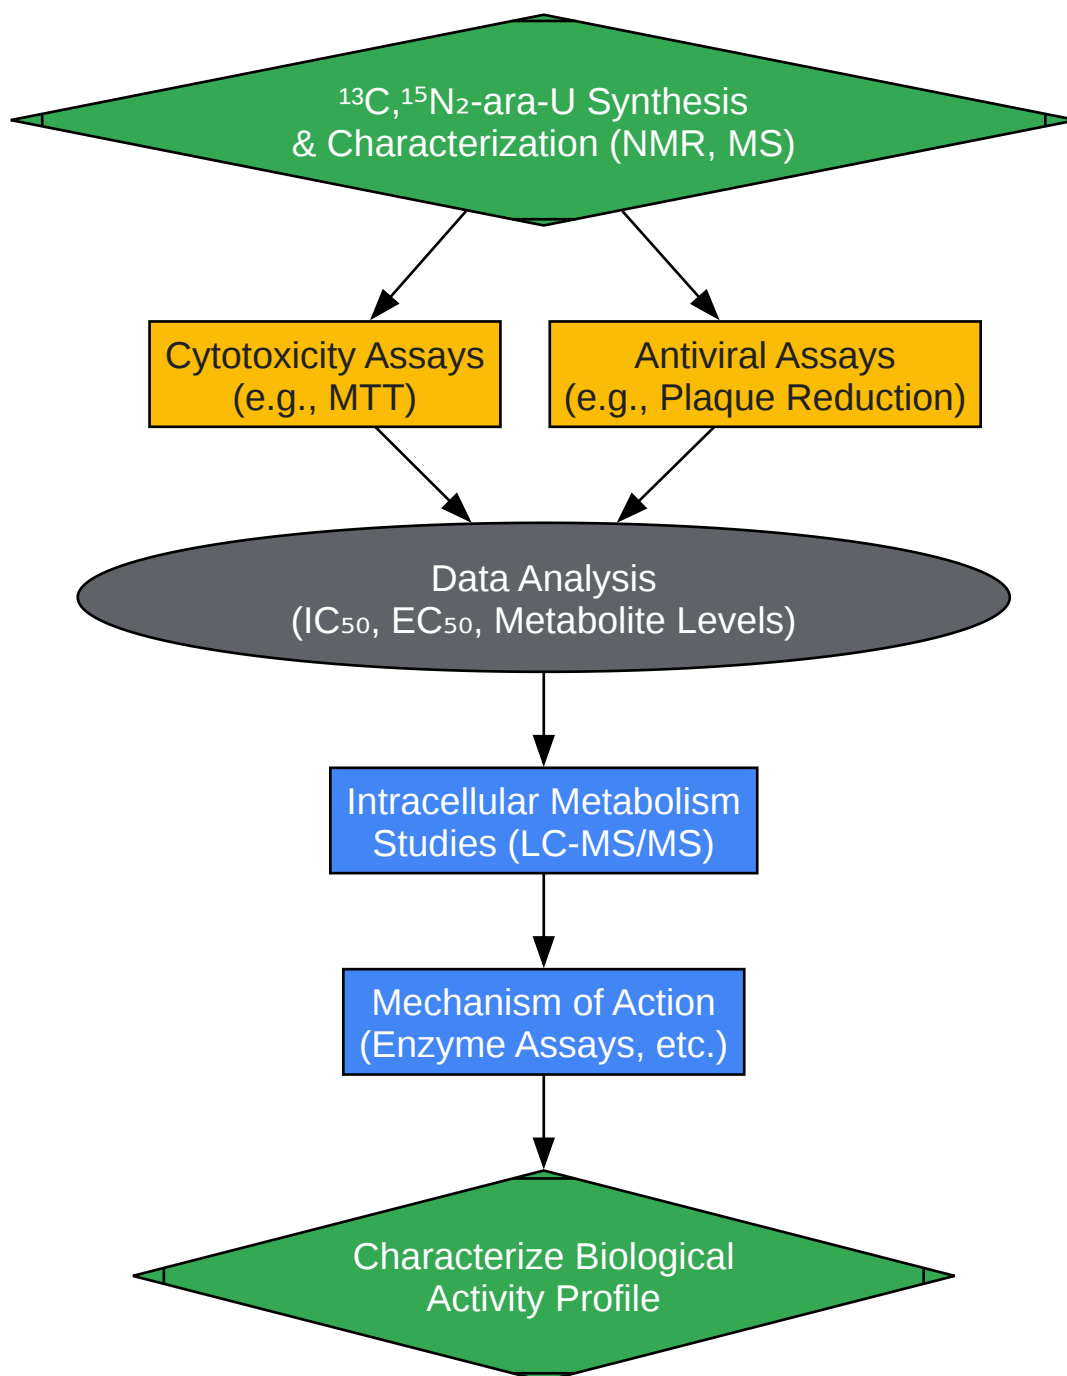 ¹³C,¹⁵N₂-ara-U Synthesis
& Characterization (NMR, MS)
Cytotoxicity Assays
(e.g., MTT)
Antiviral Assays
(e.g., Plaque Reduction)
Data Analysis
(IC₅₀, EC₅₀, Metabolite Levels)
Intracellular Metabolism
Studies (LC-MS/MS)
Mechanism of Action
(Enzyme Assays, etc.)
Characterize Biological
Activity Profile